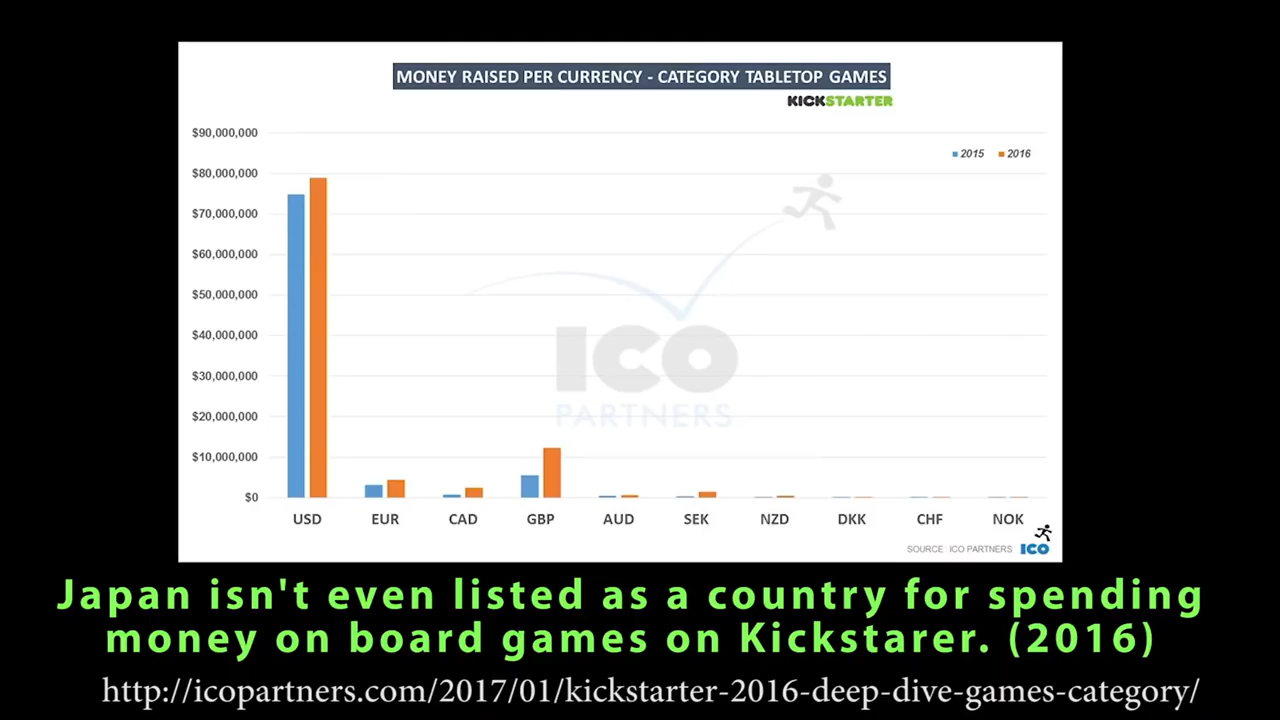 MONEY RAISED PER CURRENCY - CATEGORY TABLETOP GAMES
KICKSTARTER
$90,000,000
2015 2016
$80,000,000
$70,000,000
$60,000,000
$50,000,000
$40,000,000
$30,000,000
$20,000,000
$10,000,000
$0
ICO
PARTNERS
USD EUR CAD GBP AUD SEK NZD DKK CHF NOK
SOURCE : ICO PARTNERS ICO
Japan isn't even listed as a country for spending
money on board games on Kickstarer. (2016)
http://icopartners.com/2017/01/kickstarter-2016-deep-dive-games-category/